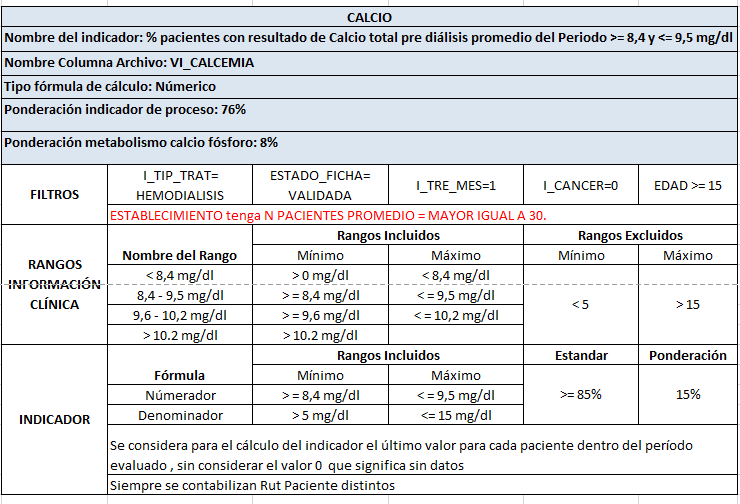 CALCIO
Nombre del indicador: % pacientes con resultado de Calcio total pre diálisis promedio del Periodo >= 8,4 y <= 9,5 mg/dl
Nombre Columna Archivo: VI_CALCEMIA
Tipo fórmula de cálculo: Númerico
Ponderación indicador de proceso: 76%
Ponderación metabolismo calcio fósforo: 8%
FILTROS
I_TIP_TRAT=
HEMODIALISIS
ESTADO_FICHA=
VALIDADA
I_TRE_MES=1
I_CANCER=0
EDAD >= 15
ESTABLECIMIENTO tenga N PACIENTES PROMEDIO = MAYOR IGUAL A 30.
RANGOS
INFORMACIÓN
CLÍNICA
Nombre del Rango
Rangos Incluidos
Rangos Excluidos
Mínimo
Máximo
Mínimo
Máximo
< 8,4 mg/dl
> 0 mg/dl
< 8,4 mg/dl
8,4 - 9,5 mg/dl
> = 8,4 mg/dl
< = 9,5 mg/dl
9,6 - 10,2 mg/dl
> = 9,6 mg/dl
< = 10,2 mg/dl
> 10.2 mg/dl
> 10.2 mg/dl
< 5
> 15
INDICADOR
Fórmula
Rangos Incluidos
Estandar
Ponderación
Mínimo
Máximo
Númerador
> = 8,4 mg/dl
< = 9,5 mg/dl
Denominador
> 5 mg/dl
<= 15 mg/dl
>= 85%
15%
Se considera para el cálculo del indicador el último valor para cada paciente dentro del período
evaluado , sin considerar el valor 0 que significa sin datos
Siempre se contabilizan Rut Paciente distintos